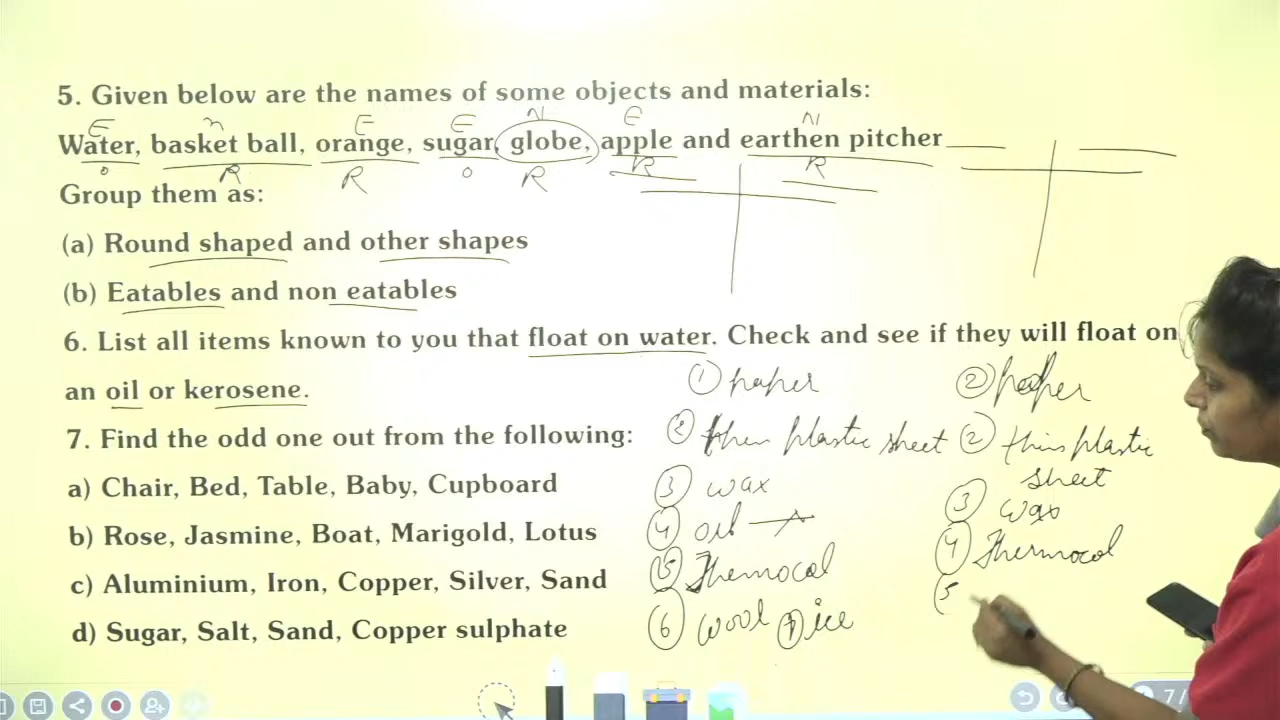 5. Given below are the names of some objects and materials:
E n E E N E N
Water, basket ball, orange, sugar, globe, apple and earthen pitcher
o R R o R R R
Group them as:
(a) Round shaped and other shapes
(b) Eatables and non eatables
6. List all items known to you that float on water. Check and see if they will float on
an oil or kerosene.
① paper
② paper
7. Find the odd one out from the following:
② plastic sheet
② thin plastic
sheet
a) Chair, Bed, Table, Baby, Cupboard
③ wax
③ wax
b) Rose, Jasmine, Boat, Marigold, Lotus
④ oil
④ Thermocol
c) Aluminium, Iron, Copper, Silver, Sand
⑤ Themocol
5
d) Sugar, Salt, Sand, Copper sulphate
⑥ wool ⑦ ice
7/